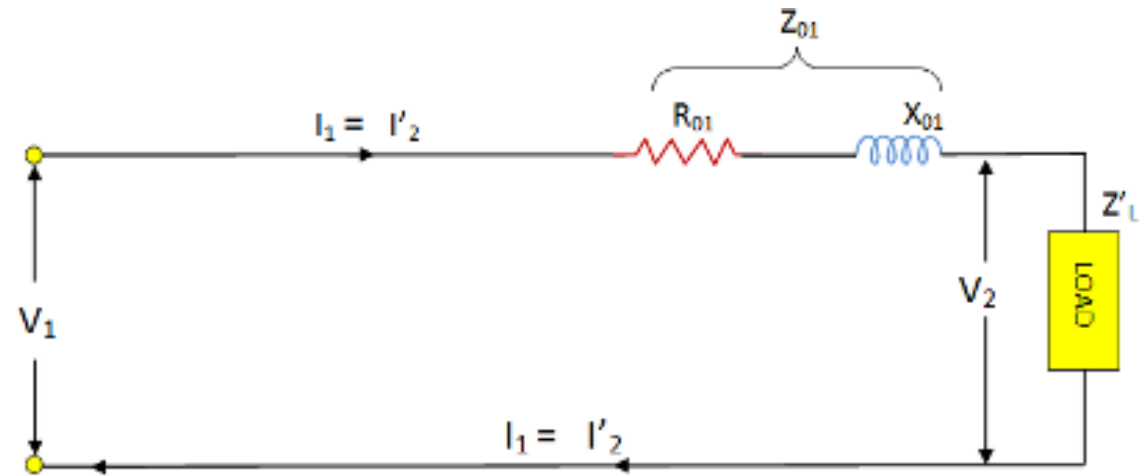 Z₀₁
R₀₁
X₀₁
I₁ = I'₂
Z'L
LOAD
V₁
V₂
I₁ = I'₂